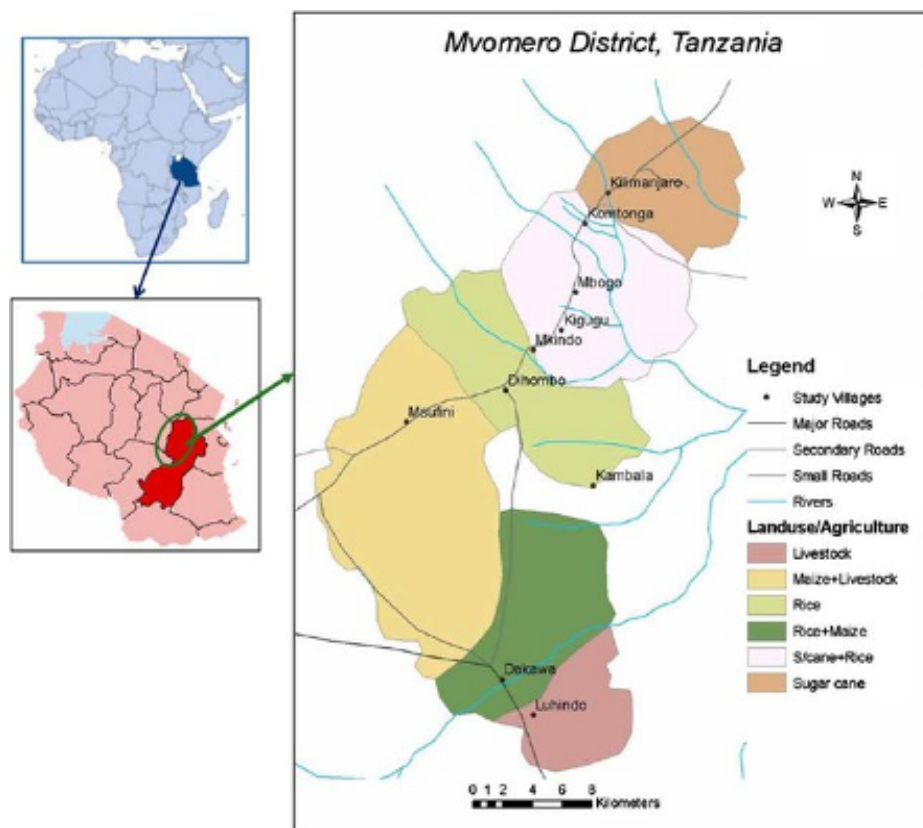 Mvomero District, Tanzania
N
W E
S
Kilimanjaro
Komtonga
Mbogo
Kigugu
Mkindo
Dihombo
Msufini
Kambala
Dakawa
Luhindo
Legend
Study Villages
Major Roads
Secondary Roads
Small Roads
Rivers
Landuse/Agriculture
Livestock
Maize+Livestock
Rice
Rice+Maize
S/cane+Rice
Sugar cane
0 1 2 4 6 8
Kilometers